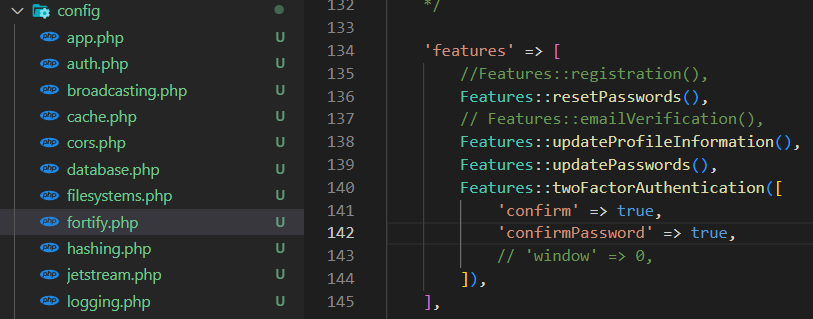 config
app.php U
auth.php U
broadcasting.php U
cache.php U
cors.php U
database.php U
filesystems.php U
fortify.php U
hashing.php U
jetstream.php U
logging.php U
132 */
133
134 'features' => [
135 //Features::registration(),
136 Features::resetPasswords(),
137 // Features::emailVerification(),
138 Features::updateProfileInformation(),
139 Features::updatePasswords(),
140 Features::twoFactorAuthentication([
141 'confirm' => true,
142 'confirmPassword' => true,
143 // 'window' => 0,
144 ]),
145 ],